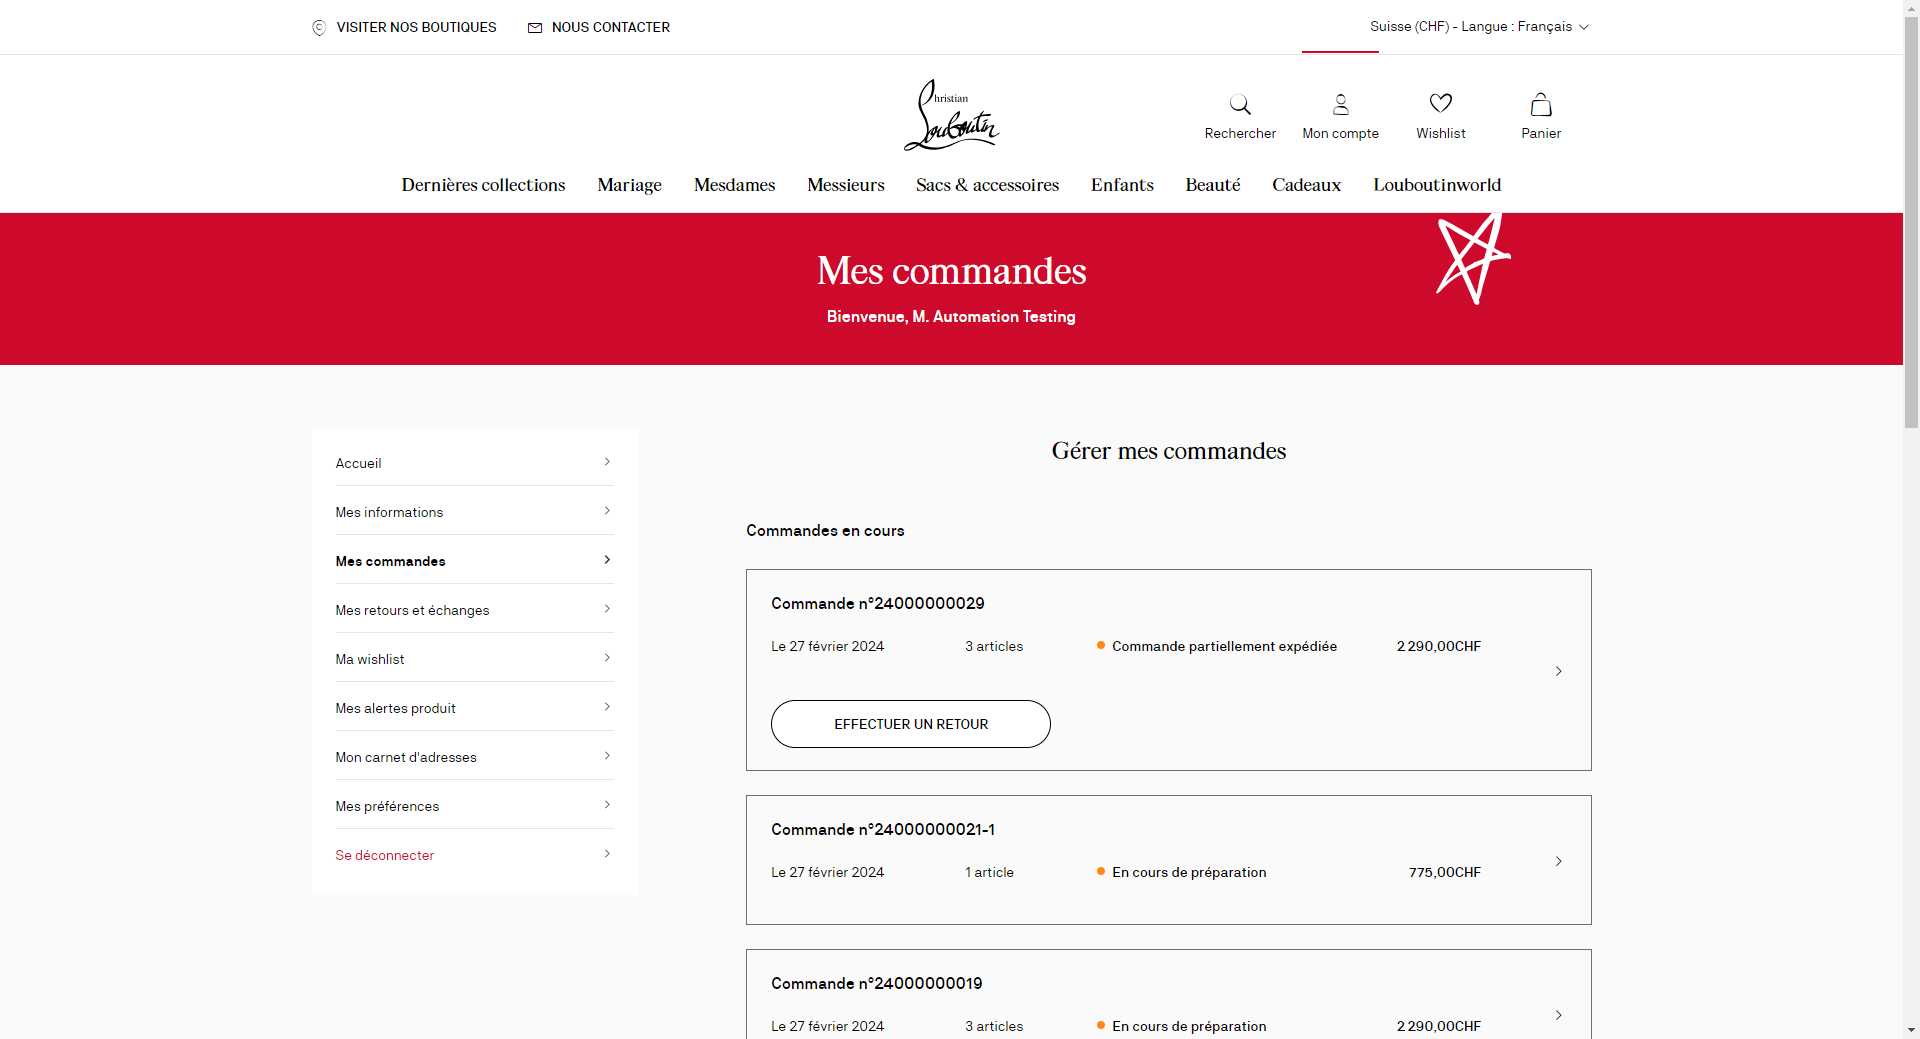 VISITER NOS BOUTIQUES
NOUS CONTACTER
Suisse (CHF) - Langue : Français
Christian
Louboutin
Rechercher
Mon compte
Wishlist
Panier
Dernières collections
Mariage
Mesdames
Messieurs
Sacs & accessoires
Enfants
Beauté
Cadeaux
Louboutinworld
Mes commandes
Bienvenue, M. Automation Testing
Accueil
Mes informations
Mes commandes
Mes retours et échanges
Ma wishlist
Mes alertes produit
Mon carnet d'adresses
Mes préférences
Se déconnecter
Gérer mes commandes
Commandes en cours
Commande n°24000000029
Le 27 février 2024
3 articles
Commande partiellement expédiée
2 290,00CHF
EFFECTUER UN RETOUR
Commande n°24000000021-1
Le 27 février 2024
1 article
En cours de préparation
775,00CHF
Commande n°24000000019
Le 27 février 2024
3 articles
En cours de préparation
2 290,00CHF